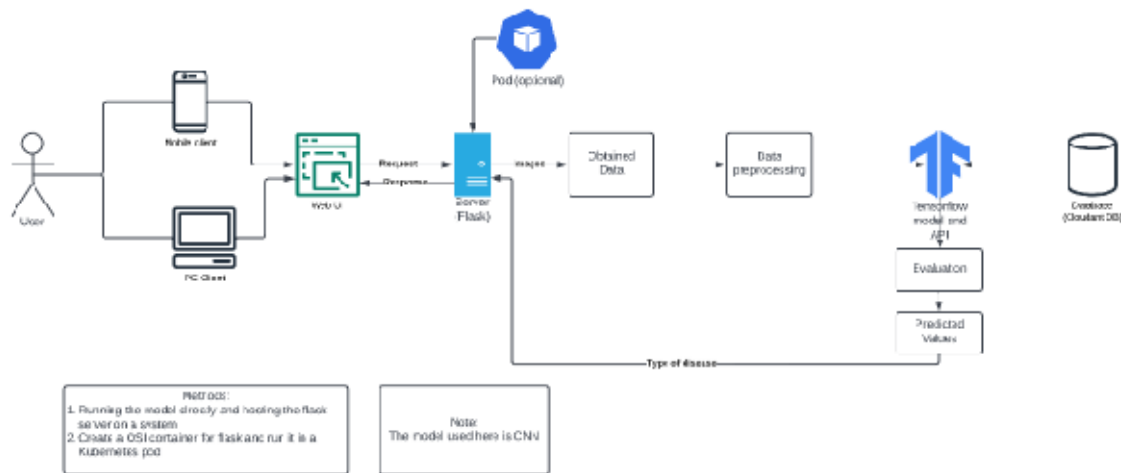 Pod (optional)
Mobile client
User
PC Client
Web UI
Request
Response
Server
(Flask)
Images
Obtained
Data
Data
preprocessing
Tensorflow
model and
API
Database
(Cloudant DB)
Evaluation
Predicted
Values
Type of disease
Methods:
1. Running the model directly and hosting the flask
server on a system
2. Create a OSI container for flask and run it is a
Kubernetes pod
Note:
The model used here is CNN